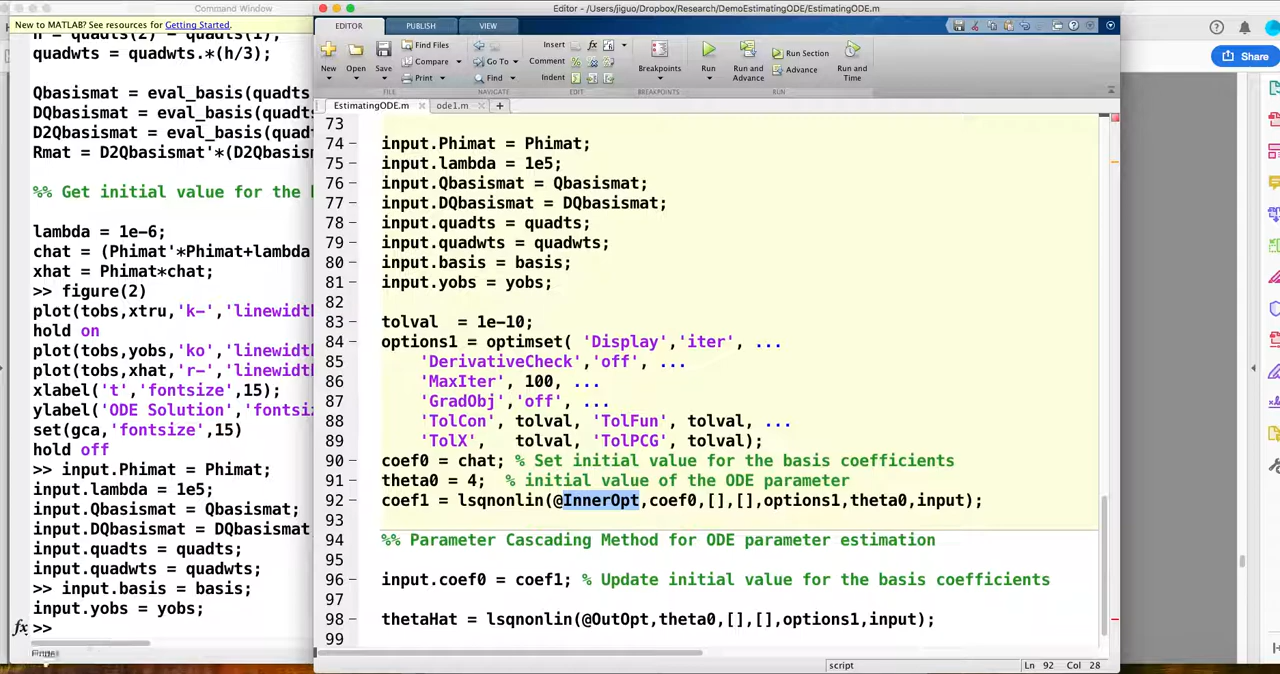 Command Window
Editor - /Users/jiguo/Dropbox/Research/DemoEstimatingODE/EstimatingODE.m
New to MATLAB? See resources for Getting Started.
EDITOR
PUBLISH
VIEW
New
Open
Save
Find Files
Compare
Print
Go To
Find
Insert
Comment
Indent
Breakpoints
Run
Run and
Advance
Run Section
Advance
Run and
Time
FILE
NAVIGATE
EDIT
BREAKPOINTS
RUN
Share
EstimatingODE.m
ode1.m
h = quadts(2) - quadts(1);
quadwts = quadwts.*(h/3);
Qbasismat = eval_basis(quadts
DQbasismat = eval_basis(quadt
D2Qbasismat = eval_basis(quad
Rmat = D2Qbasismat'*(D2Qbasis
%% Get initial value for the
lambda = 1e-6;
chat = (Phimat'*Phimat+lambda
xhat = Phimat*chat;
>> figure(2)
plot(tobs,xtru,'k-','linewidth
hold on
plot(tobs,yobs,'ko','linewidth
plot(tobs,xhat,'r-','linewidth
xlabel('t','fontsize',15);
ylabel('ODE Solution','fontsi
set(gca,'fontsize',15)
hold off
>> input.Phimat = Phimat;
input.lambda = 1e5;
input.Qbasismat = Qbasismat;
input.DQbasismat = DQbasismat
input.quadts = quadts;
input.quadwts = quadwts;
>> input.basis = basis;
input.yobs = yobs;
fx >>
73
74 – input.Phimat = Phimat;
75 – input.lambda = 1e5;
76 – input.Qbasismat = Qbasismat;
77 – input.DQbasismat = DQbasismat;
78 – input.quadts = quadts;
79 – input.quadwts = quadwts;
80 – input.basis = basis;
81 – input.yobs = yobs;
82
83 – tolval  = 1e-10;
84 – options1 = optimset( 'Display','iter', ...
85 'DerivativeCheck','off', ...
86 'MaxIter', 100, ...
87 'GradObj','off', ...
88 'TolCon', tolval, 'TolFun', tolval, ...
89 'TolX',   tolval, 'TolPCG', tolval);
90 – coef0 = chat; % Set initial value for the basis coefficients
91 – theta0 = 4;  % initial value of the ODE parameter
92 – coef1 = lsqnonlin(@InnerOpt,coef0,[],[],options1,theta0,input);
93
94 %% Parameter Cascading Method for ODE parameter estimation
95
96 – input.coef0 = coef1; % Update initial value for the basis coefficients
97
98 – thetaHat = lsqnonlin(@OutOpt,theta0,[],[],options1,input);
99
script
Ln 92 Col 28